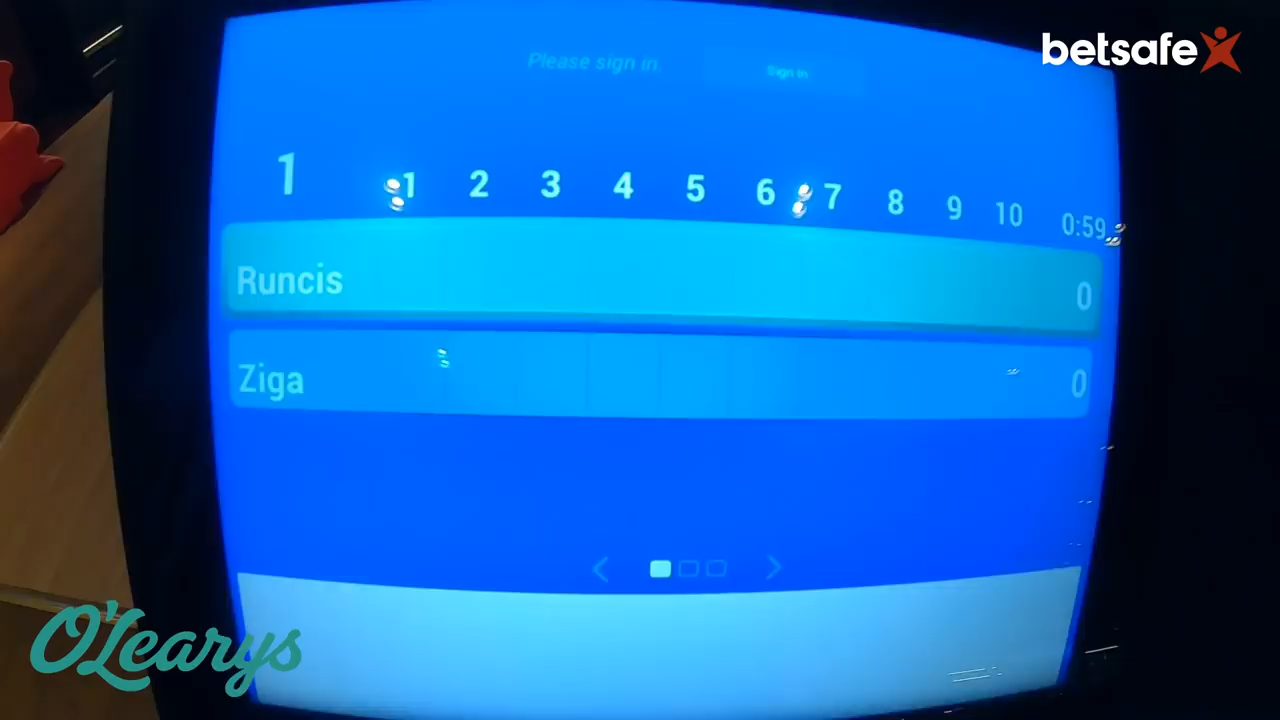 betsafe
Please sign in.
Sign In
1 1 2 3 4 5 6 7 8 9 10 0:59
Runcis 0
Ziga 0
O'Learys